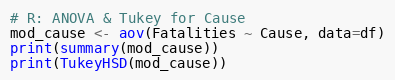 # R: ANOVA & Tukey for Cause
mod_cause <- aov(Fatalities ~ Cause, data=df)
print(summary(mod_cause))
print(TukeyHSD(mod_cause))